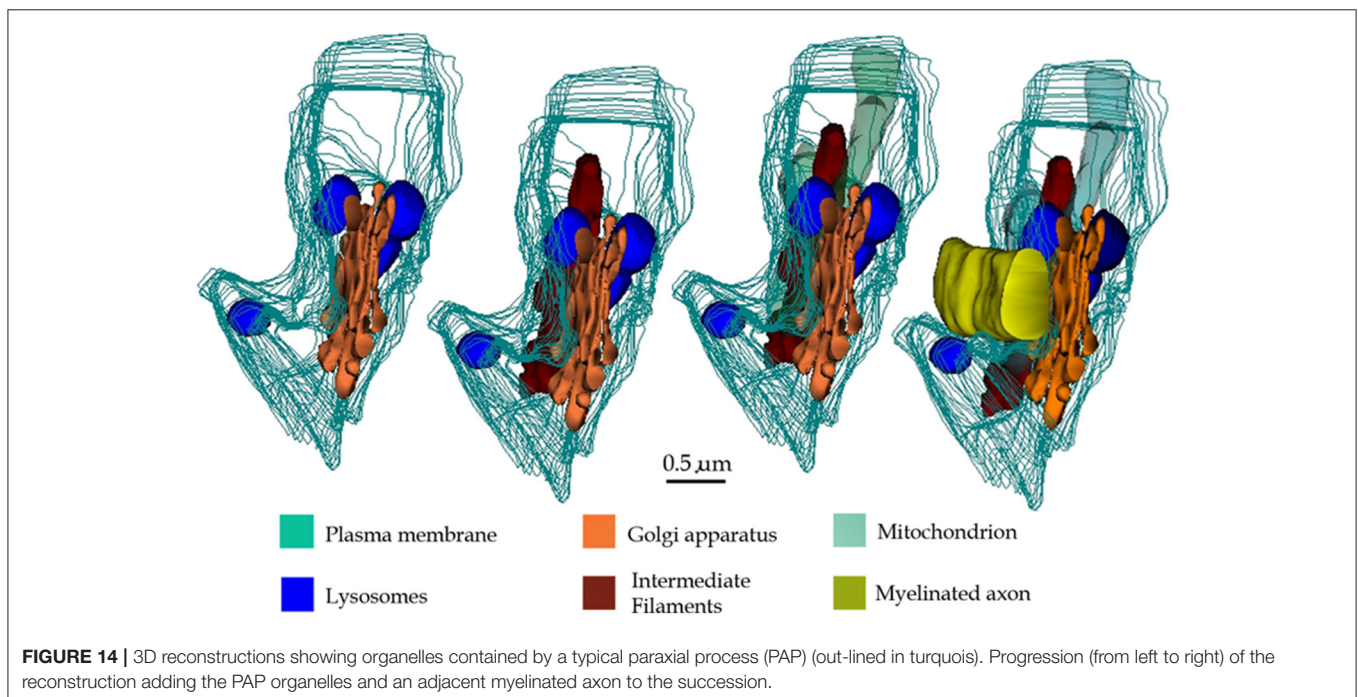 0.5 μm
Plasma membrane
Golgi apparatus
Mitochondrion
Lysosomes
Intermediate
Filaments
Myelinated axon
FIGURE 14 | 3D reconstructions showing organelles contained by a typical paraxial process (PAP) (out-lined in turquois). Progression (from left to right) of the
reconstruction adding the PAP organelles and an adjacent myelinated axon to the succession.